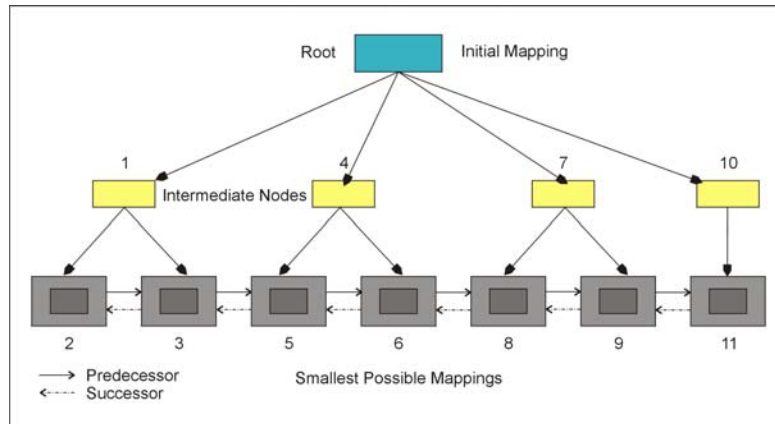 Root Initial Mapping
1 4 7 10
Intermediate Nodes
2 3 5 6 8 9 11
Predecessor
Smallest Possible Mappings
Successor